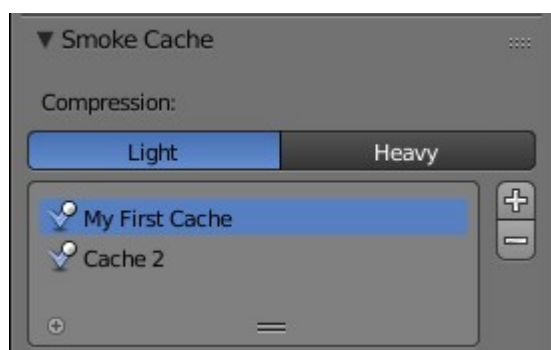 Smoke Cache
Compression:
Light Heavy
My First Cache
Cache 2